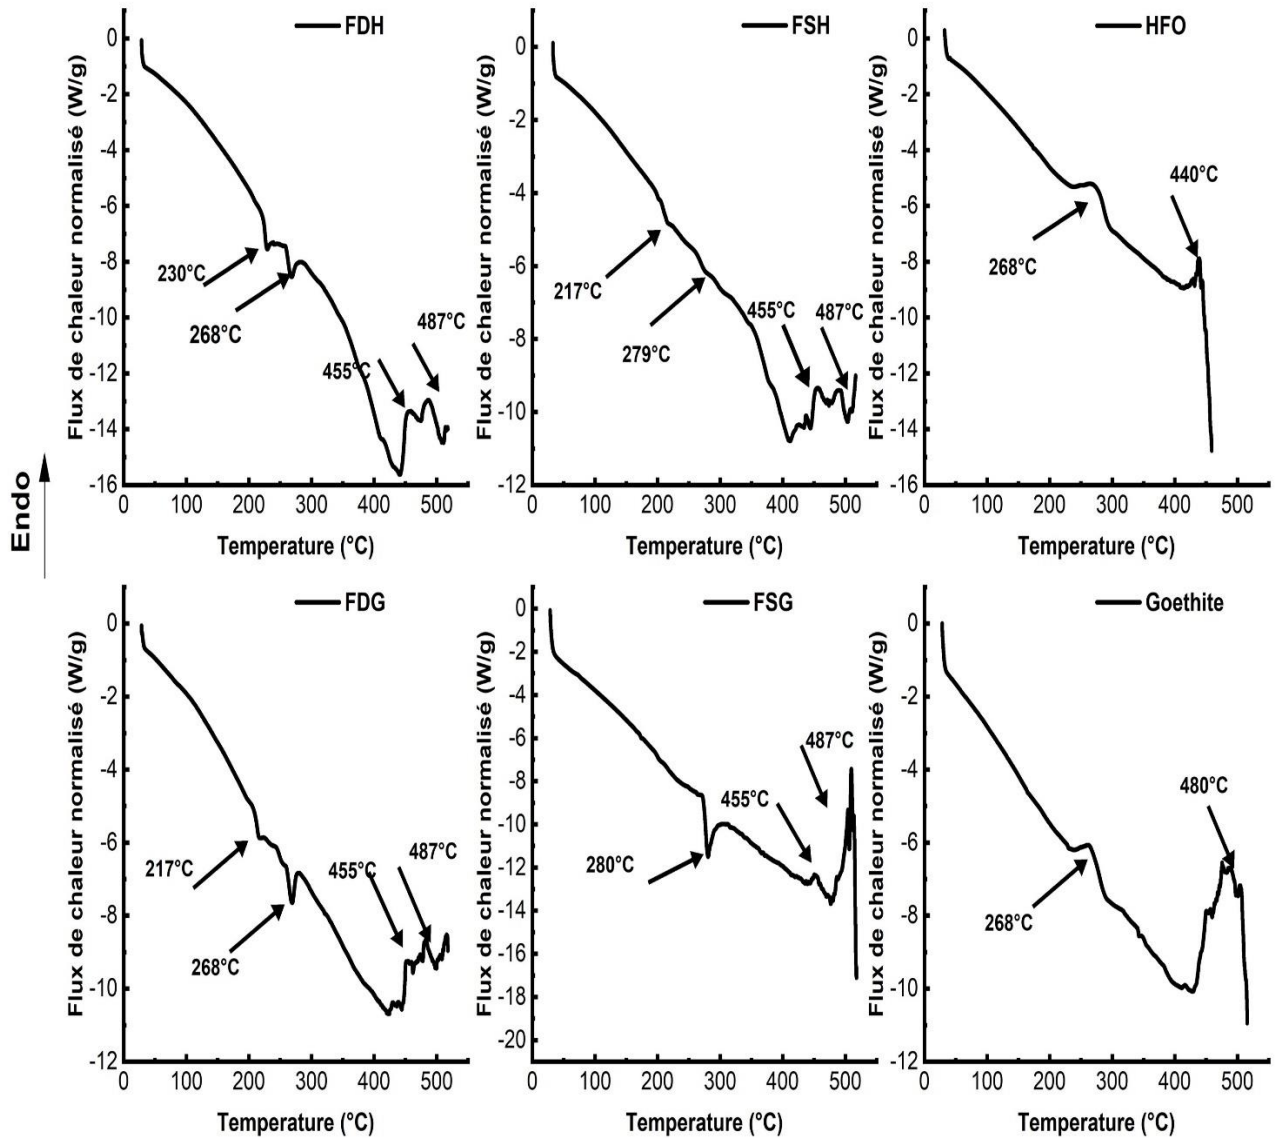 FDH
0
-2
-4
-6
-8
-10
-12
-14
-16
230°C
268°C
455°C
487°C
0 100 200 300 400 500
Temperature (°C)
Flux de chaleur normalisé (W/g)
FSH
0
-2
-4
-6
-8
-10
-12
217°C
279°C
455°C
487°C
0 100 200 300 400 500
Temperature (°C)
Flux de chaleur normalisé (W/g)
HFO
0
-2
-4
-6
-8
-10
-12
-14
-16
268°C
440°C
0 100 200 300 400 500
Temperature (°C)
Flux de chaleur normalisé (W/g)
Endo
FDG
0
-2
-4
-6
-8
-10
-12
217°C
268°C
455°C
487°C
0 100 200 300 400 500
Temperature (°C)
Flux de chaleur normalisé (W/g)
FSG
0
-2
-4
-6
-8
-10
-12
-14
-16
-18
-20
280°C
455°C
487°C
0 100 200 300 400 500
Temperature (°C)
Flux de chaleur normalisé (W/g)
Goethite
0
-2
-4
-6
-8
-10
-12
268°C
480°C
0 100 200 300 400 500
Temperature (°C)
Flux de chaleur normalisé (W/g)